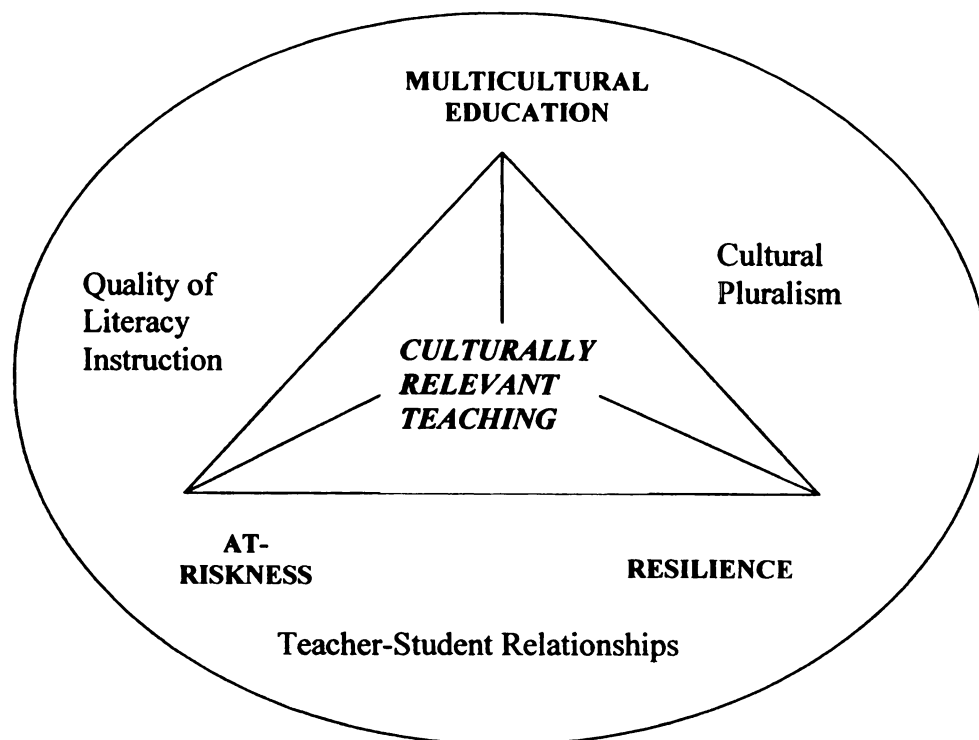 MULTICULTURAL
EDUCATION
Quality of
Literacy
Instruction
Cultural
Pluralism
CULTURALLY
RELEVANT
TEACHING
AT-
RISKNESS
RESILIENCE
Teacher-Student Relationships